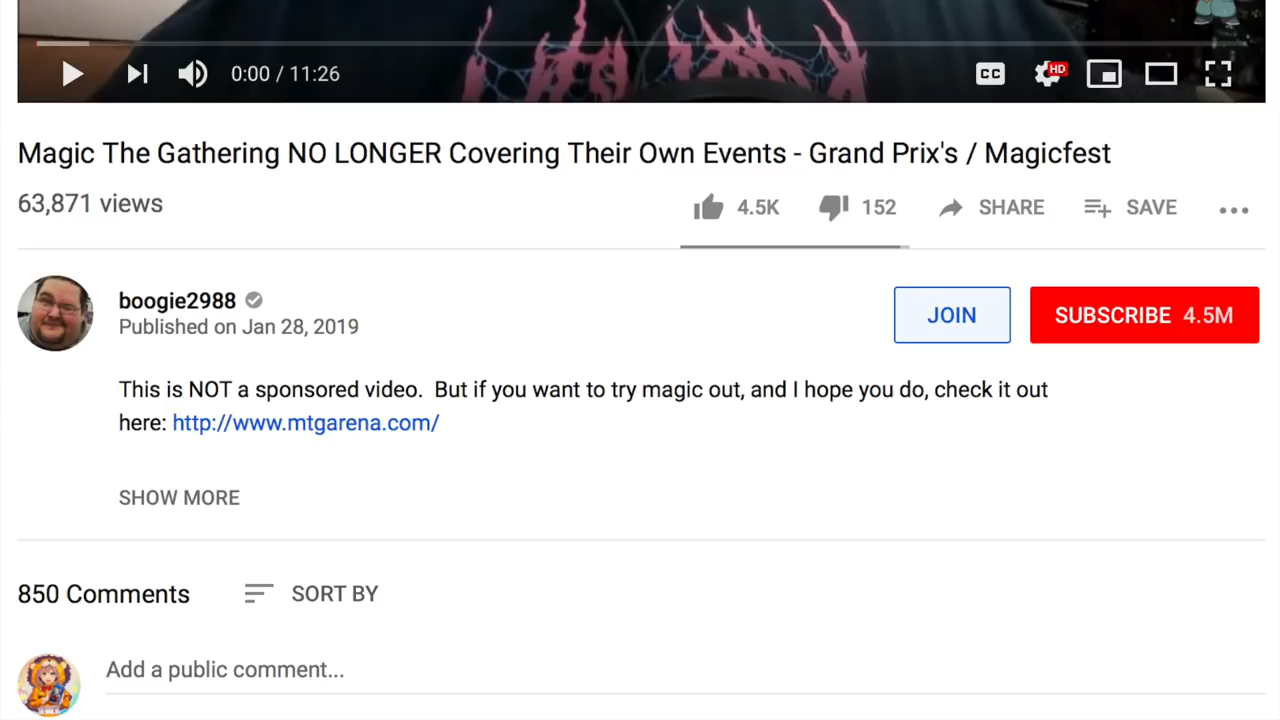 0:00 / 11:26
CC
HD
Magic The Gathering NO LONGER Covering Their Own Events - Grand Prix's / Magicfest
63,871 views
4.5K
152
SHARE
SAVE
boogie2988
Published on Jan 28, 2019
JOIN
SUBSCRIBE 4.5M
This is NOT a sponsored video.  But if you want to try magic out, and I hope you do, check it out
here: http://www.mtgarena.com/
SHOW MORE
850 Comments
SORT BY
Add a public comment...